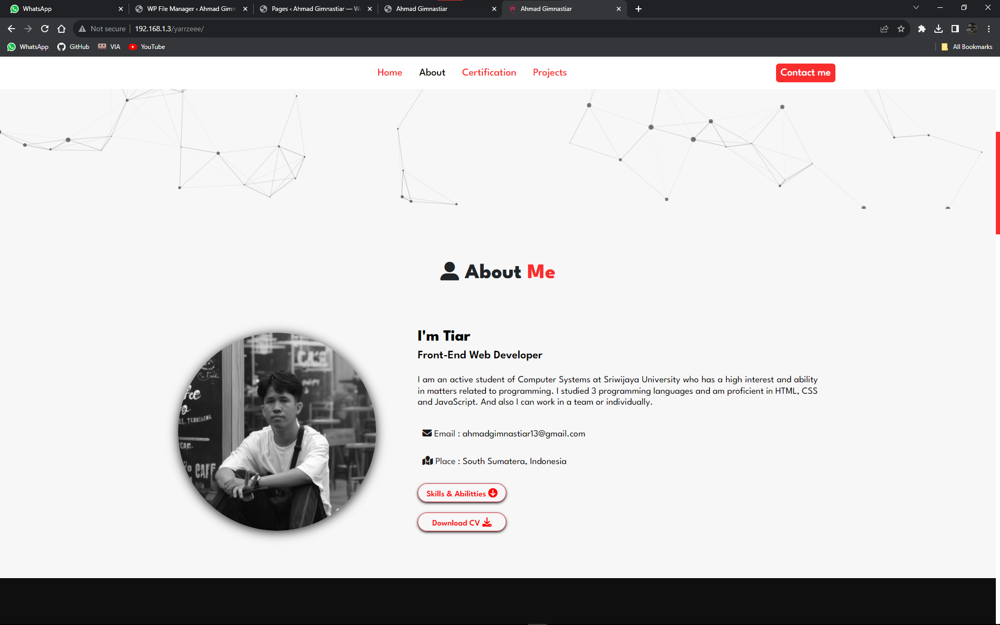 WhatsApp
WP File Manager ‹ Ahmad Gimn
Pages ‹ Ahmad Gimnastiar — W
Ahmad Gimnastiar
Ahmad Gimnastiar
Not secure
192.168.1.3/yarrzeee/
WhatsApp
GitHub
VIA
YouTube
All Bookmarks
Home
About
Certification
Projects
Contact me
About Me
CAFE
I'm Tiar
Front-End Web Developer
I am an active student of Computer Systems at Sriwijaya University who has a high interest and ability
in matters related to programming. I studied 3 programming languages and am proficient in HTML, CSS
and JavaScript. And also I can work in a team or individually.
Email : ahmadgimnastiar13@gmail.com
Place : South Sumatera, Indonesia
Skills & Abilitties
Download CV